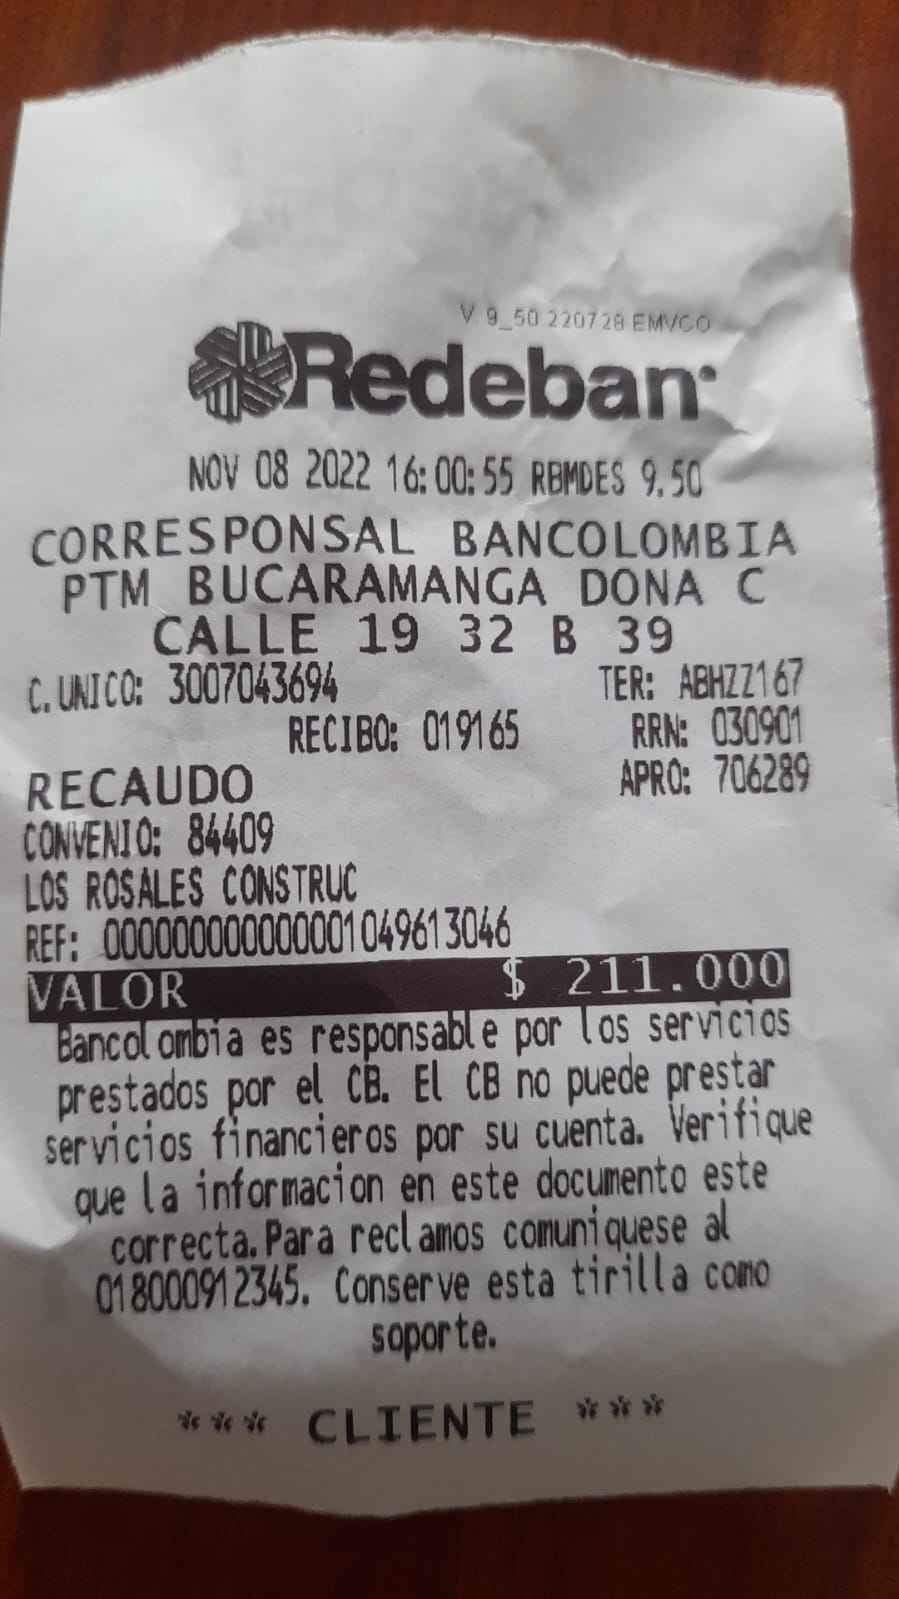 V 9_50 220728 EMVCO
Redeban
NOV 08 2022 16:00:55 RBMDES 9.50
CORRESPONSAL BANCOLOMBIA
PTM BUCARAMANGA DONA C
CALLE 19 32 B 39
C. UNICO: 3007043694 TER: ABHZZ167
RECIBO: 019165 RRN: 030901
RECAUDO APRO: 706289
CONVENIO: 84409
LOS ROSALES CONSTRUC
REF: 00000000000001049613046
VALOR $ 211.000
Bancolombia es responsable por los servicios
prestados por el CB. El CB no puede prestar
servicios financieros por su cuenta. Verifique
que la informacion en este documento este
correcta. Para reclamos comuniquese al
018000912345. Conserve esta tirilla como
soporte.
*** CLIENTE ***